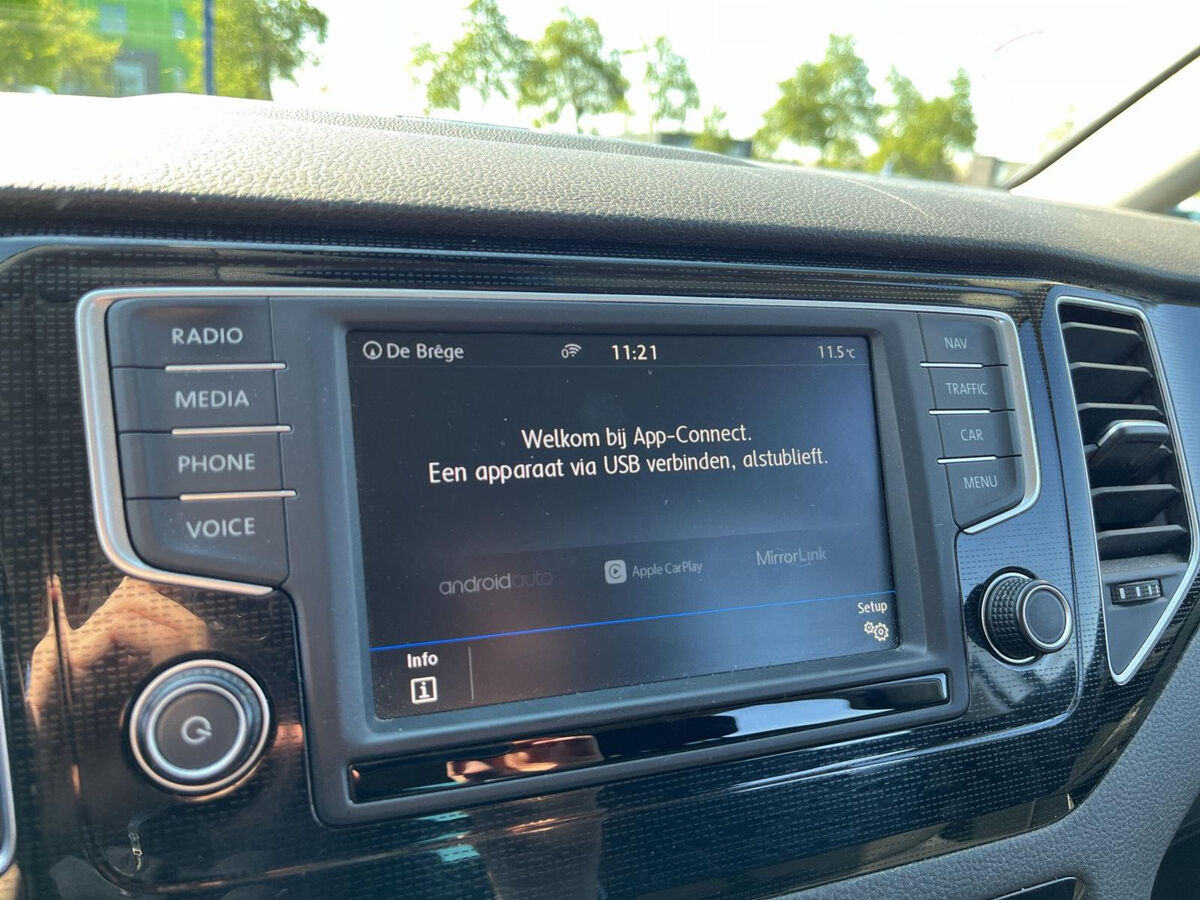 RADIO
MEDIA
PHONE
VOICE
De Brêge
11:21
11.5°C
Welkom bij App-Connect.
Een apparaat via USB verbinden, alstublieft.
androidauto
Apple CarPlay
MirrorLink
Setup
Info
i
NAV
TRAFFIC
CAR
MENU